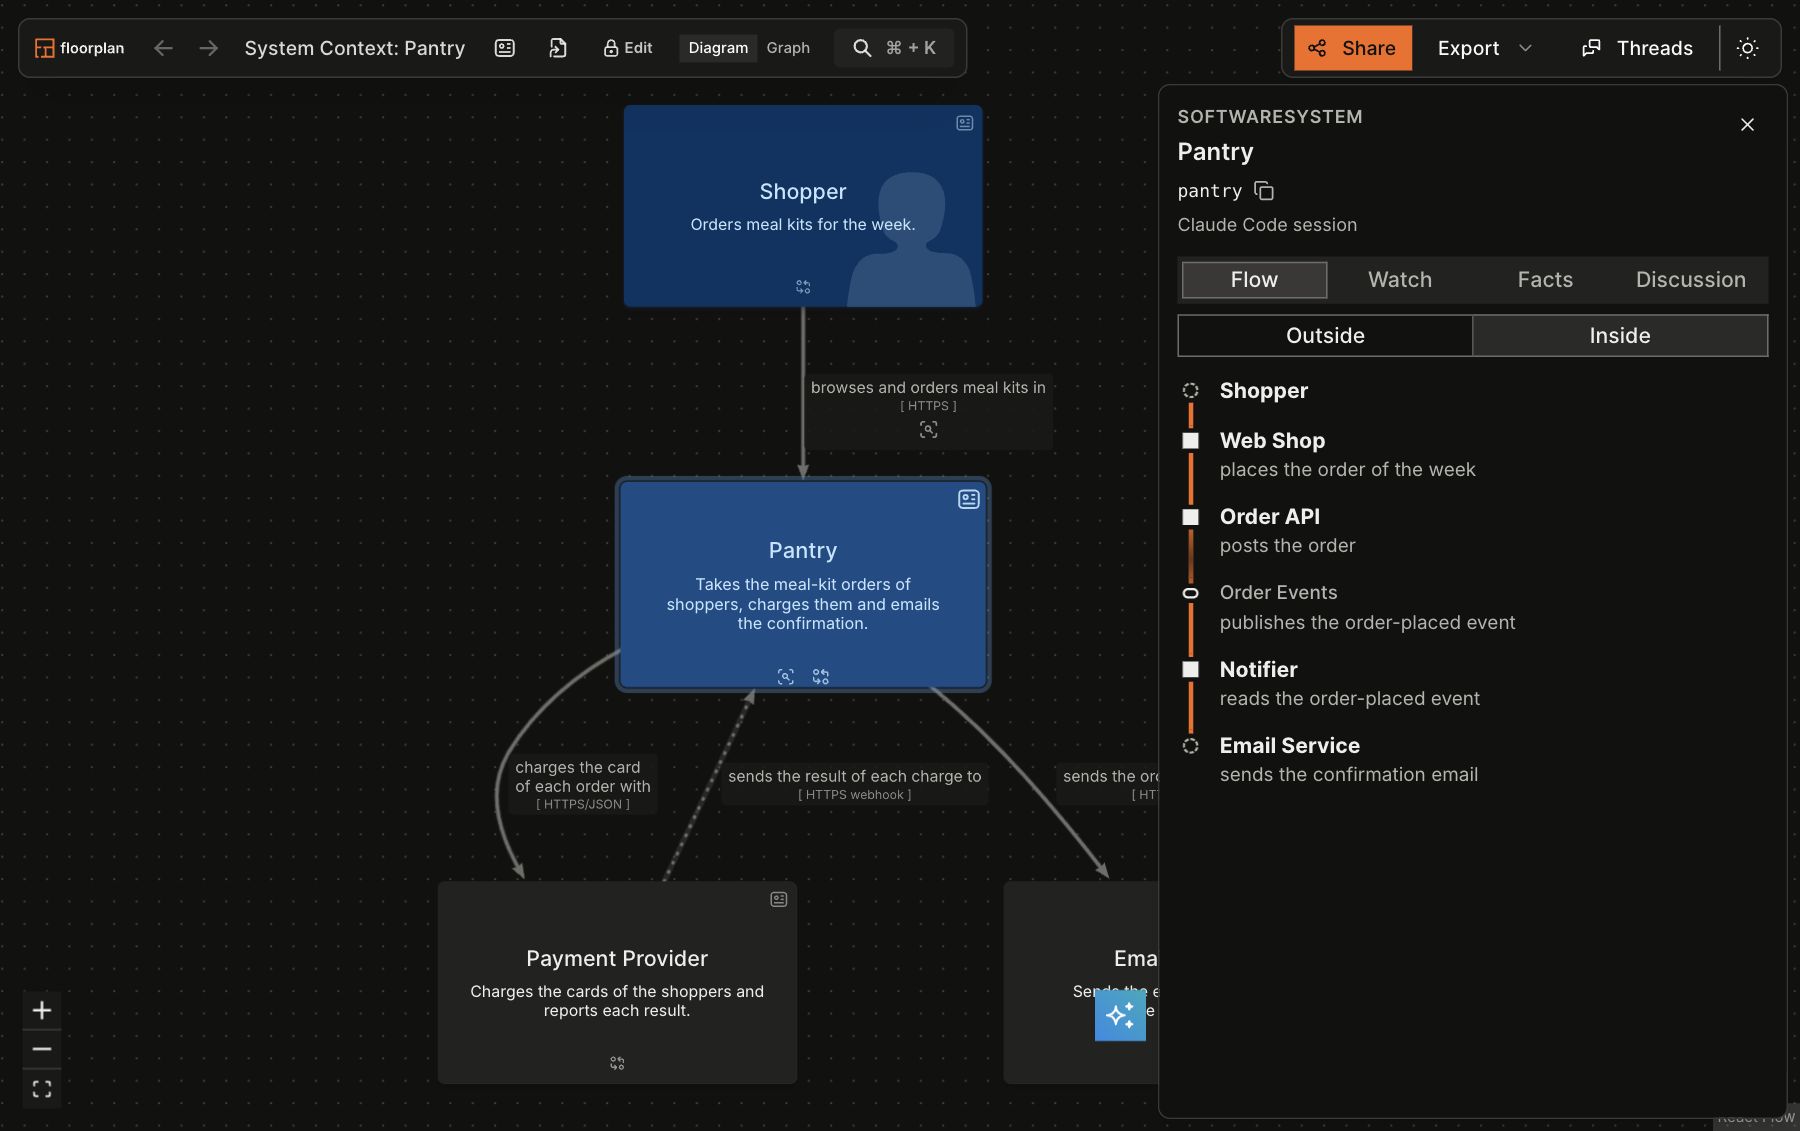 floorplan
System Context: Pantry
Edit
Diagram
Graph
⌘ + K
Share
Export
Threads
Shopper
Orders meal kits for the week.
browses and orders meal kits in
[ HTTPS ]
Pantry
Takes the meal-kit orders of
shoppers, charges them and emails
the confirmation.
charges the card
of each order with
[ HTTPS/JSON ]
sends the result of each charge to
[ HTTPS webhook ]
sends the
Payment Provider
Charges the cards of the shoppers and
reports each result.
SOFTWARESYSTEM
Pantry
pantry
Claude Code session
Flow
Watch
Facts
Discussion
Outside
Inside
Shopper
Web Shop
places the order of the week
Order API
posts the order
Order Events
publishes the order-placed event
Notifier
reads the order-placed event
Email Service
sends the confirmation email
React Flow